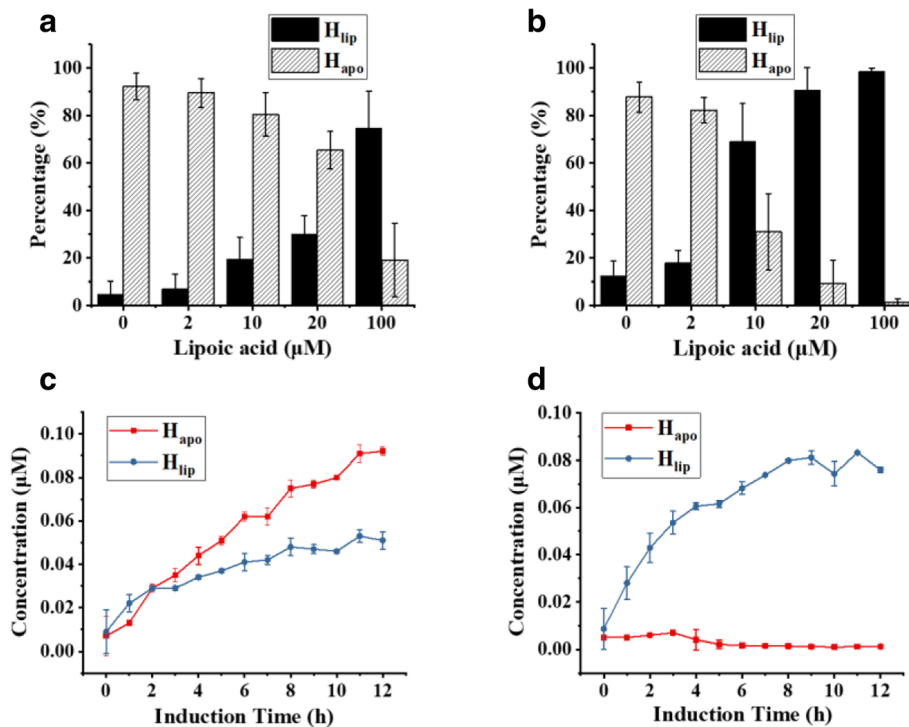 a
H_lip
H_apo
100
80
60
40
20
0
Percentage (%)
0 2 10 20 100
Lipoic acid (μM)
b
H_lip
H_apo
100
80
60
40
20
0
Percentage (%)
0 2 10 20 100
Lipoic acid (μM)
c
H_apo
H_lip
0.10
0.08
0.06
0.04
0.02
0.00
Concentration (μM)
0 2 4 6 8 10 12
Induction Time (h)
d
H_apo
H_lip
0.10
0.08
0.06
0.04
0.02
0.00
Concentration (μM)
0 2 4 6 8 10 12
Induction Time (h)